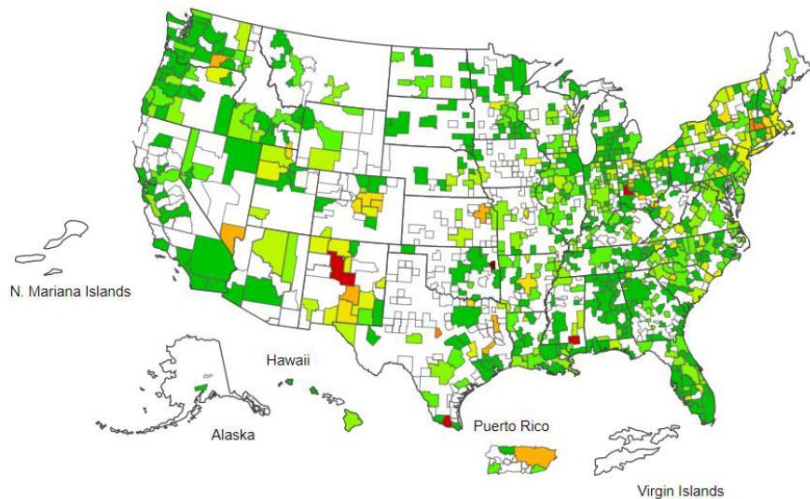 N. Mariana Islands
Hawaii
Alaska
Puerto Rico
Virgin Islands